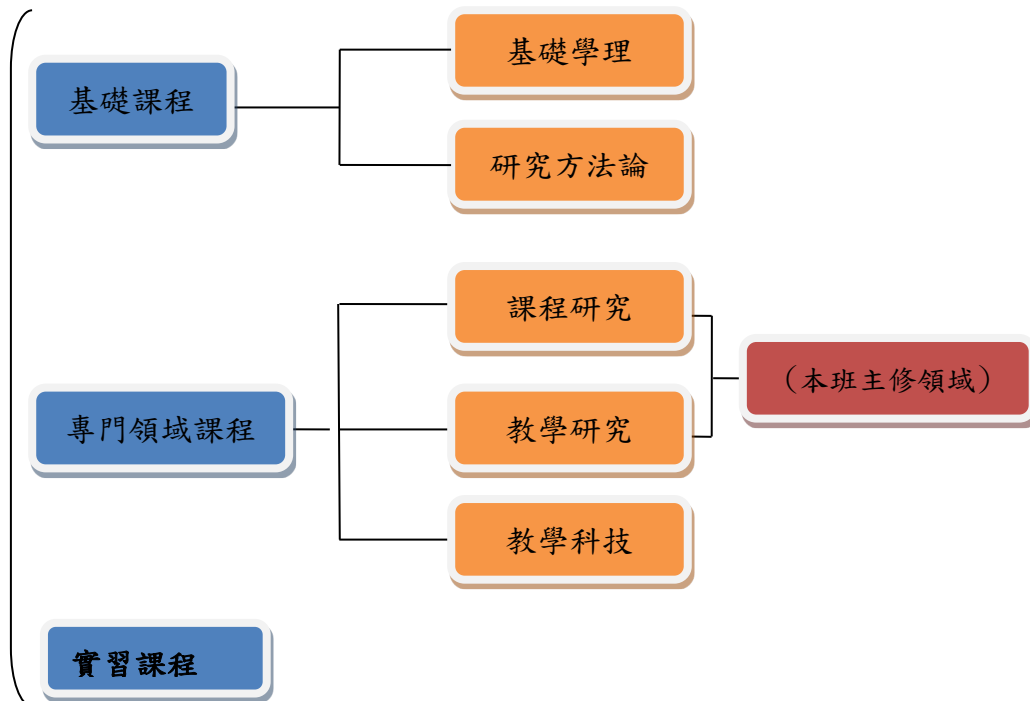 基礎學理
基礎課程
研究方法論
課程研究
（本班主修領域）
專門領域課程
教學研究
教學科技
實習課程